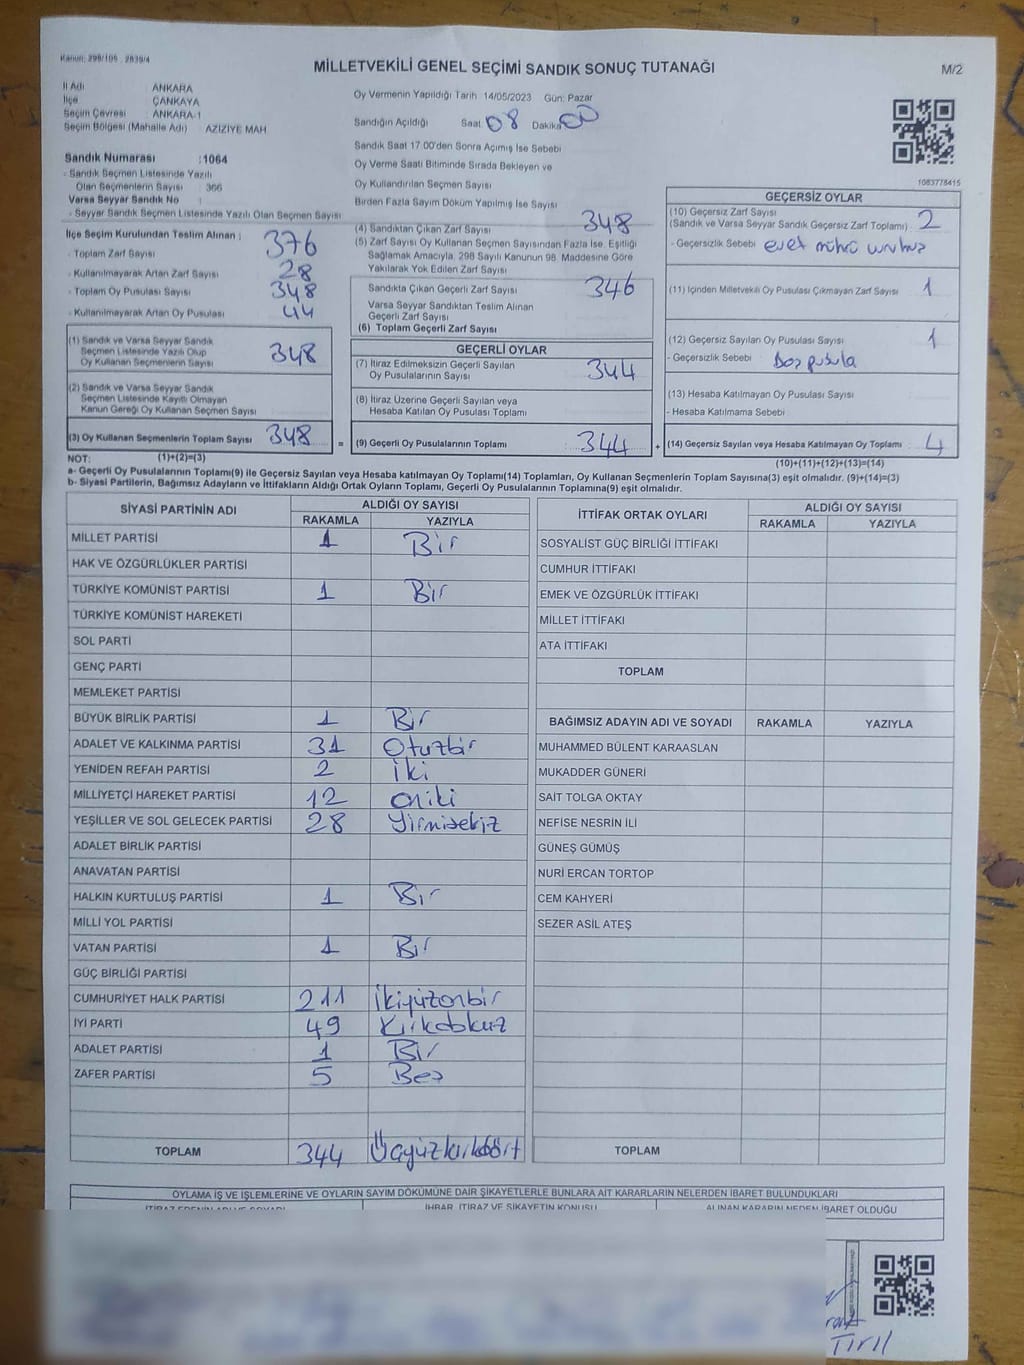 Kanun: 298/105 , 2839/4
MİLLETVEKİLİ GENEL SEÇİMİ SANDIK SONUÇ TUTANAĞI
M/2
İl Adı : ANKARA
İlçe : ÇANKAYA
Seçim Çevresi : ANKARA-1
Seçim Bölgesi (Mahalle Adı) : AZIZIYE MAH
Oy Vermenin Yapıldığı Tarih 14/05/2023 Gün: Pazar
Sandığın Açıldığı Saat 08 Dakika 00
Sandık Saat 17.00'den Sonra Açımış İse Sebebi
Oy Verme Saati Bitiminde Sırada Bekleyen ve
Oy Kullandırılan Seçmen Sayısı
Birden Fazla Sayım Döküm Yapılmış İse Sayısı
1063778415
Sandık Numarası :1064
- Sandık Seçmen Listesinde Yazılı
Olan Seçmenlerin Sayısı : 366
Varsa Seyyar Sandık No :
- Seyyar Sandık Seçmen Listesinde Yazılı Olan Seçmen Sayısı
İlçe Seçim Kurulundan Teslim Alınan ;
- Toplam Zarf Sayısı 376
- Kullanılmayarak Artan Zarf Sayısı 28
- Toplam Oy Pusulası Sayısı 348
- Kullanılmayarak Artan Oy Pusulası 44
(1) Sandık ve Varsa Seyyar Sandık
Seçmen Listesinde Yazılı Olup
Oy Kullanan Seçmenlerin Sayısı 348
(2) Sandık ve Varsa Seyyar Sandık
Seçmen Listesinde Kayıtlı Olmayan
Kanun Gereği Oy Kullanan Seçmen Sayısı
(3) Oy Kullanan Seçmenlerin Toplam Sayısı 348
(4) Sandıktan Çıkan Zarf Sayısı 348
(5) Zarf Sayısı Oy Kullanan Seçmen Sayısından Fazla İse, Eşitliği
Sağlamak Amacıyla, 298 Sayılı Kanunun 98. Maddesine Göre
Yakılarak Yok Edilen Zarf Sayısı
Sandıkta Çıkan Geçerli Zarf Sayısı 346
Varsa Seyyar Sandıktan Teslim Alınan
Geçerli Zarf Sayısı
(6) Toplam Geçerli Zarf Sayısı
GEÇERLİ OYLAR
(7) İtiraz Edilmeksizin Geçerli Sayılan
Oy Pusulalarının Sayısı 344
(8) İtiraz Üzerine Geçerli Sayılan veya
Hesaba Katılan Oy Pusulası Toplamı
= (9) Geçerli Oy Pusulalarının Toplamı 344
GEÇERSİZ OYLAR
(10) Geçersiz Zarf Sayısı
(Sandık ve Varsa Seyyar Sandık Geçersiz Zarf Toplamı) 2
- Geçersizlik Sebebi evet mührü
(11) İçinden Milletvekili Oy Pusulası Çıkmayan Zarf Sayısı 1
(12) Geçersiz Sayılan Oy Pusulası Sayısı 1
- Geçersizlik Sebebi Boş pusula
(13) Hesaba Katılmayan Oy Pusulası Sayısı
- Hesaba Katılmama Sebebi
+ (14) Geçersiz Sayılan veya Hesaba Katılmayan Oy Toplamı 4
NOT: (1)+(2)=(3)
(10)+(11)+(12)+(13)=(14)
a- Geçerli Oy Pusulalarının Toplamı(9) ile Geçersiz Sayılan veya Hesaba katılmayan Oy Toplamı(14) Toplamları, Oy Kullanan Seçmenlerin Toplam Sayısına(3) eşit olmalıdır. (9)+(14)=(3)
b- Siyasi Partilerin, Bağımsız Adayların ve İttifakların Aldığı Ortak Oyların Toplamı, Geçerli Oy Pusulalarının Toplamına(9) eşit olmalıdır.
SİYASİ PARTİNİN ADI ALDIĞI OY SAYISI
RAKAMLA YAZIYLA
MİLLET PARTİSİ 1 Bir
HAK VE ÖZGÜRLÜKLER PARTİSİ
TÜRKİYE KOMÜNİST PARTİSİ 1 Bir
TÜRKİYE KOMÜNİST HAREKETİ
SOL PARTİ
GENÇ PARTİ
MEMLEKET PARTİSİ
BÜYÜK BİRLİK PARTİSİ 1 Bir
ADALET VE KALKINMA PARTİSİ 31 Otuzbir
YENİDEN REFAH PARTİSİ 2 İki
MİLLİYETÇİ HAREKET PARTİSİ 12 Oniki
YEŞİLLER VE SOL GELECEK PARTİSİ 28 Yirmisekiz
ADALET BİRLİK PARTİSİ
ANAVATAN PARTİSİ
HALKIN KURTULUŞ PARTİSİ 1 Bir
MİLLİ YOL PARTİSİ
VATAN PARTİSİ 1 Bir
GÜÇ BİRLİĞİ PARTİSİ
CUMHURİYET HALK PARTİSİ 211 İkiyüzonbir
İYİ PARTİ 49 Kırkdokuz
ADALET PARTİSİ 1 Bir
ZAFER PARTİSİ 5 Beş
TOPLAM 344 Üçyüzkırkdört
İTTİFAK ORTAK OYLARI ALDIĞI OY SAYISI
RAKAMLA YAZIYLA
SOSYALİST GÜÇ BİRLİĞİ İTTİFAKI
CUMHUR İTTİFAKI
EMEK VE ÖZGÜRLÜK İTTİFAKI
MİLLET İTTİFAKI
ATA İTTİFAKI
TOPLAM
BAĞIMSIZ ADAYIN ADI VE SOYADI RAKAMLA YAZIYLA
MUHAMMED BÜLENT KARAASLAN
MUKADDER GÜNERİ
SAİT TOLGA OKTAY
NEFİSE NESRİN İLİ
GÜNEŞ GÜMÜŞ
NURİ ERCAN TORTOP
CEM KAHYERİ
SEZER ASIL ATEŞ
TOPLAM
OYLAMA İŞ VE İŞLEMLERİNE VE OYLARIN SAYIM DÖKÜMÜNE DAİR ŞİKAYETLERLE BUNLARA AİT KARARLARIN NELERDEN İBARET BULUNDUKLARI
İTİRAZ EDENİN ADI VE SOYADI İHBAR, İTİRAZ VE ŞİKAYETİN KONUSU ALINAN KARARIN NEDEN İBARET OLDUĞU